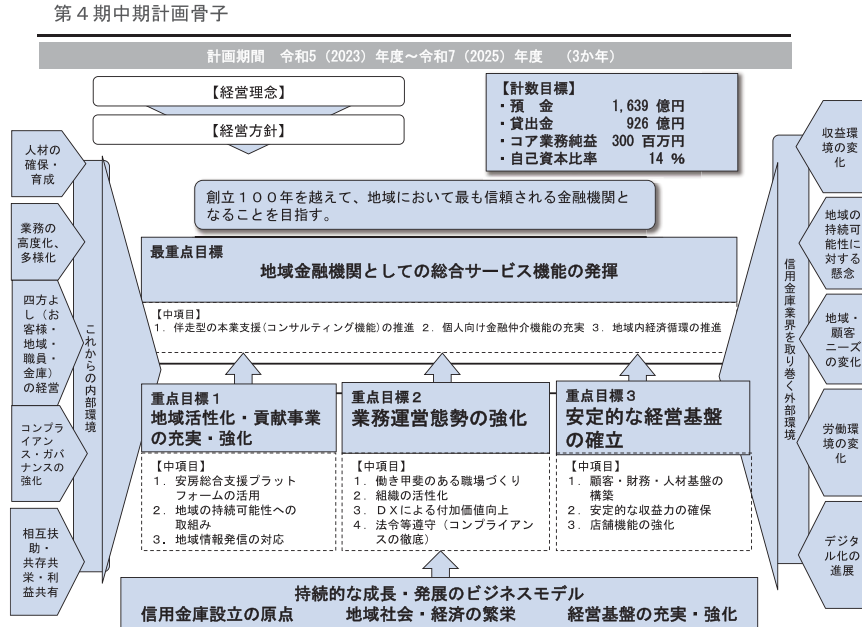 第４期中期計画骨子
計画期間　令和5（2023）年度～令和7（2025）年度　（3か年）
【経営理念】
【経営方針】
【計数目標】
・預　金　1,639 億円
・貸出金　926 億円
・コア業務純益　300 百万円
・自己資本比率　14 %
創立１００年を越えて、地域において最も信頼される金融機関と
なることを目指す。
最重点目標
地域金融機関としての総合サービス機能の発揮
【中項目】
1．伴走型の本業支援(コンサルティング機能)の推進 2．個人向け金融仲介機能の充実 3．地域内経済循環の推進
重点目標１
地域活性化・貢献事業
の充実・強化
【中項目】
1．安房総合支援プラット
フォームの活用
2．地域の持続可能性への
取組み
3．地域情報発信の対応
重点目標２
業務運営態勢の強化
【中項目】
1．働き甲斐のある職場づくり
2．組織の活性化
3．ＤＸによる付加価値向上
4．法令等遵守（コンプライアン
スの徹底）
重点目標３
安定的な経営基盤
の確立
【中項目】
1．顧客・財務・人材基盤の
構築
2．安定的な収益力の確保
3．店舗機能の強化
持続的な成長・発展のビジネスモデル
信用金庫設立の原点　地域社会・経済の繁栄　経営基盤の充実・強化
人材の
確保・
育成
業務の
高度化、
多様化
四方よ
し（お
客様・
地域・
職員・
金庫）
の経営
コンプラ
イアン
ス・ガバ
ナンスの
強化
相互扶
助・
共存共
栄・利
益共有
これからの内部環境
信用金庫業界を取り巻く外部環境
収益環
境の変
化
地域の
持続可
能性に
対する
懸念
地域・
顧客
ニーズ
の変化
労働環
境の変
化
デジタ
ル化の
進展